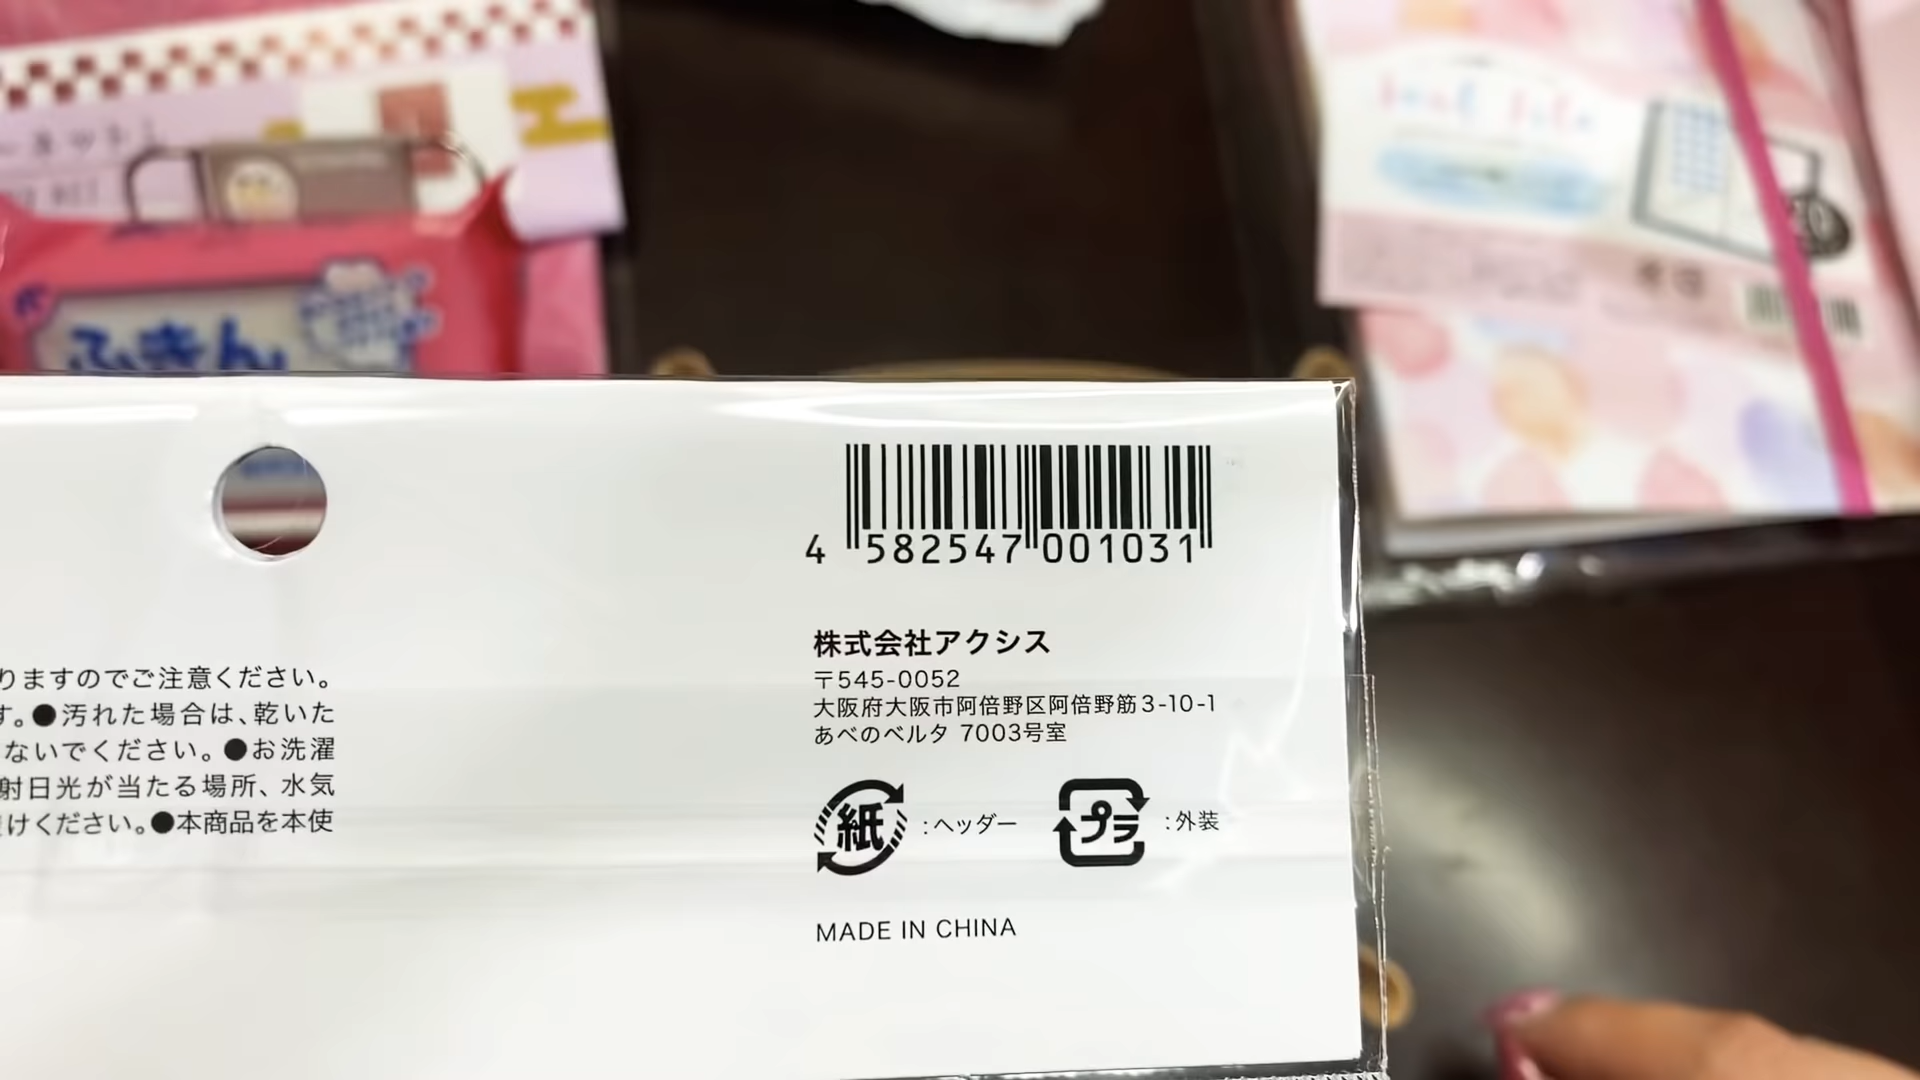 ふきん
4 582547 001031
株式会社アクシス
〒545-0052
大阪府大阪市阿倍野区阿倍野筋3-10-1
あべのベルタ 7003号室
りますのでご注意ください。
す。●汚れた場合は、乾いた
ないでください。●お洗濯
射日光が当たる場所、水気
けください。●本商品を本使
紙 :ヘッダー プラ :外装
MADE IN CHINA